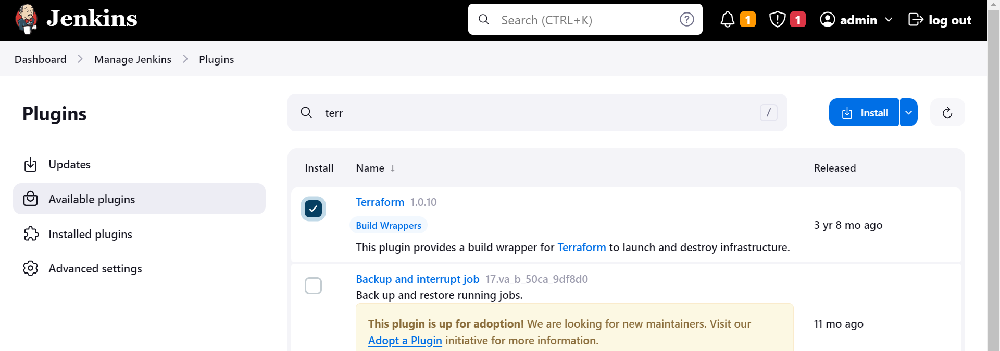 Jenkins
Search (CTRL+K)
?
1
1
admin
log out
Dashboard
Manage Jenkins
Plugins
Plugins
terr
/
Install
Updates
Available plugins
Installed plugins
Advanced settings
Install
Name ↓
Released
Terraform 1.0.10
Build Wrappers
This plugin provides a build wrapper for Terraform to launch and destroy infrastructure.
3 yr 8 mo ago
Backup and interrupt job 17.va_b_50ca_9df8d0
Back up and restore running jobs.
This plugin is up for adoption! We are looking for new maintainers. Visit our
Adopt a Plugin initiative for more information.
11 mo ago